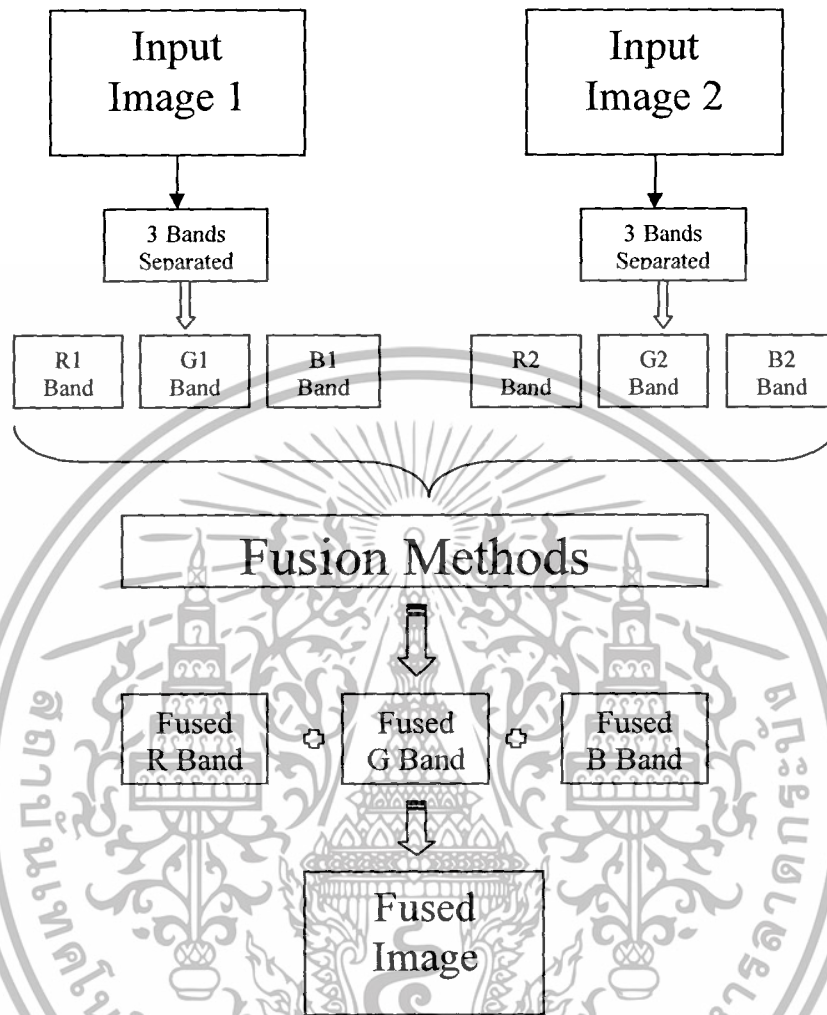 Input
Image 1
Input
Image 2
3 Bands
Separated
3 Bands
Separated
R1
Band
G1
Band
B1
Band
R2
Band
G2
Band
B2
Band
Fusion Methods
Fused
R Band
Fused
G Band
Fused
B Band
Fused
Image